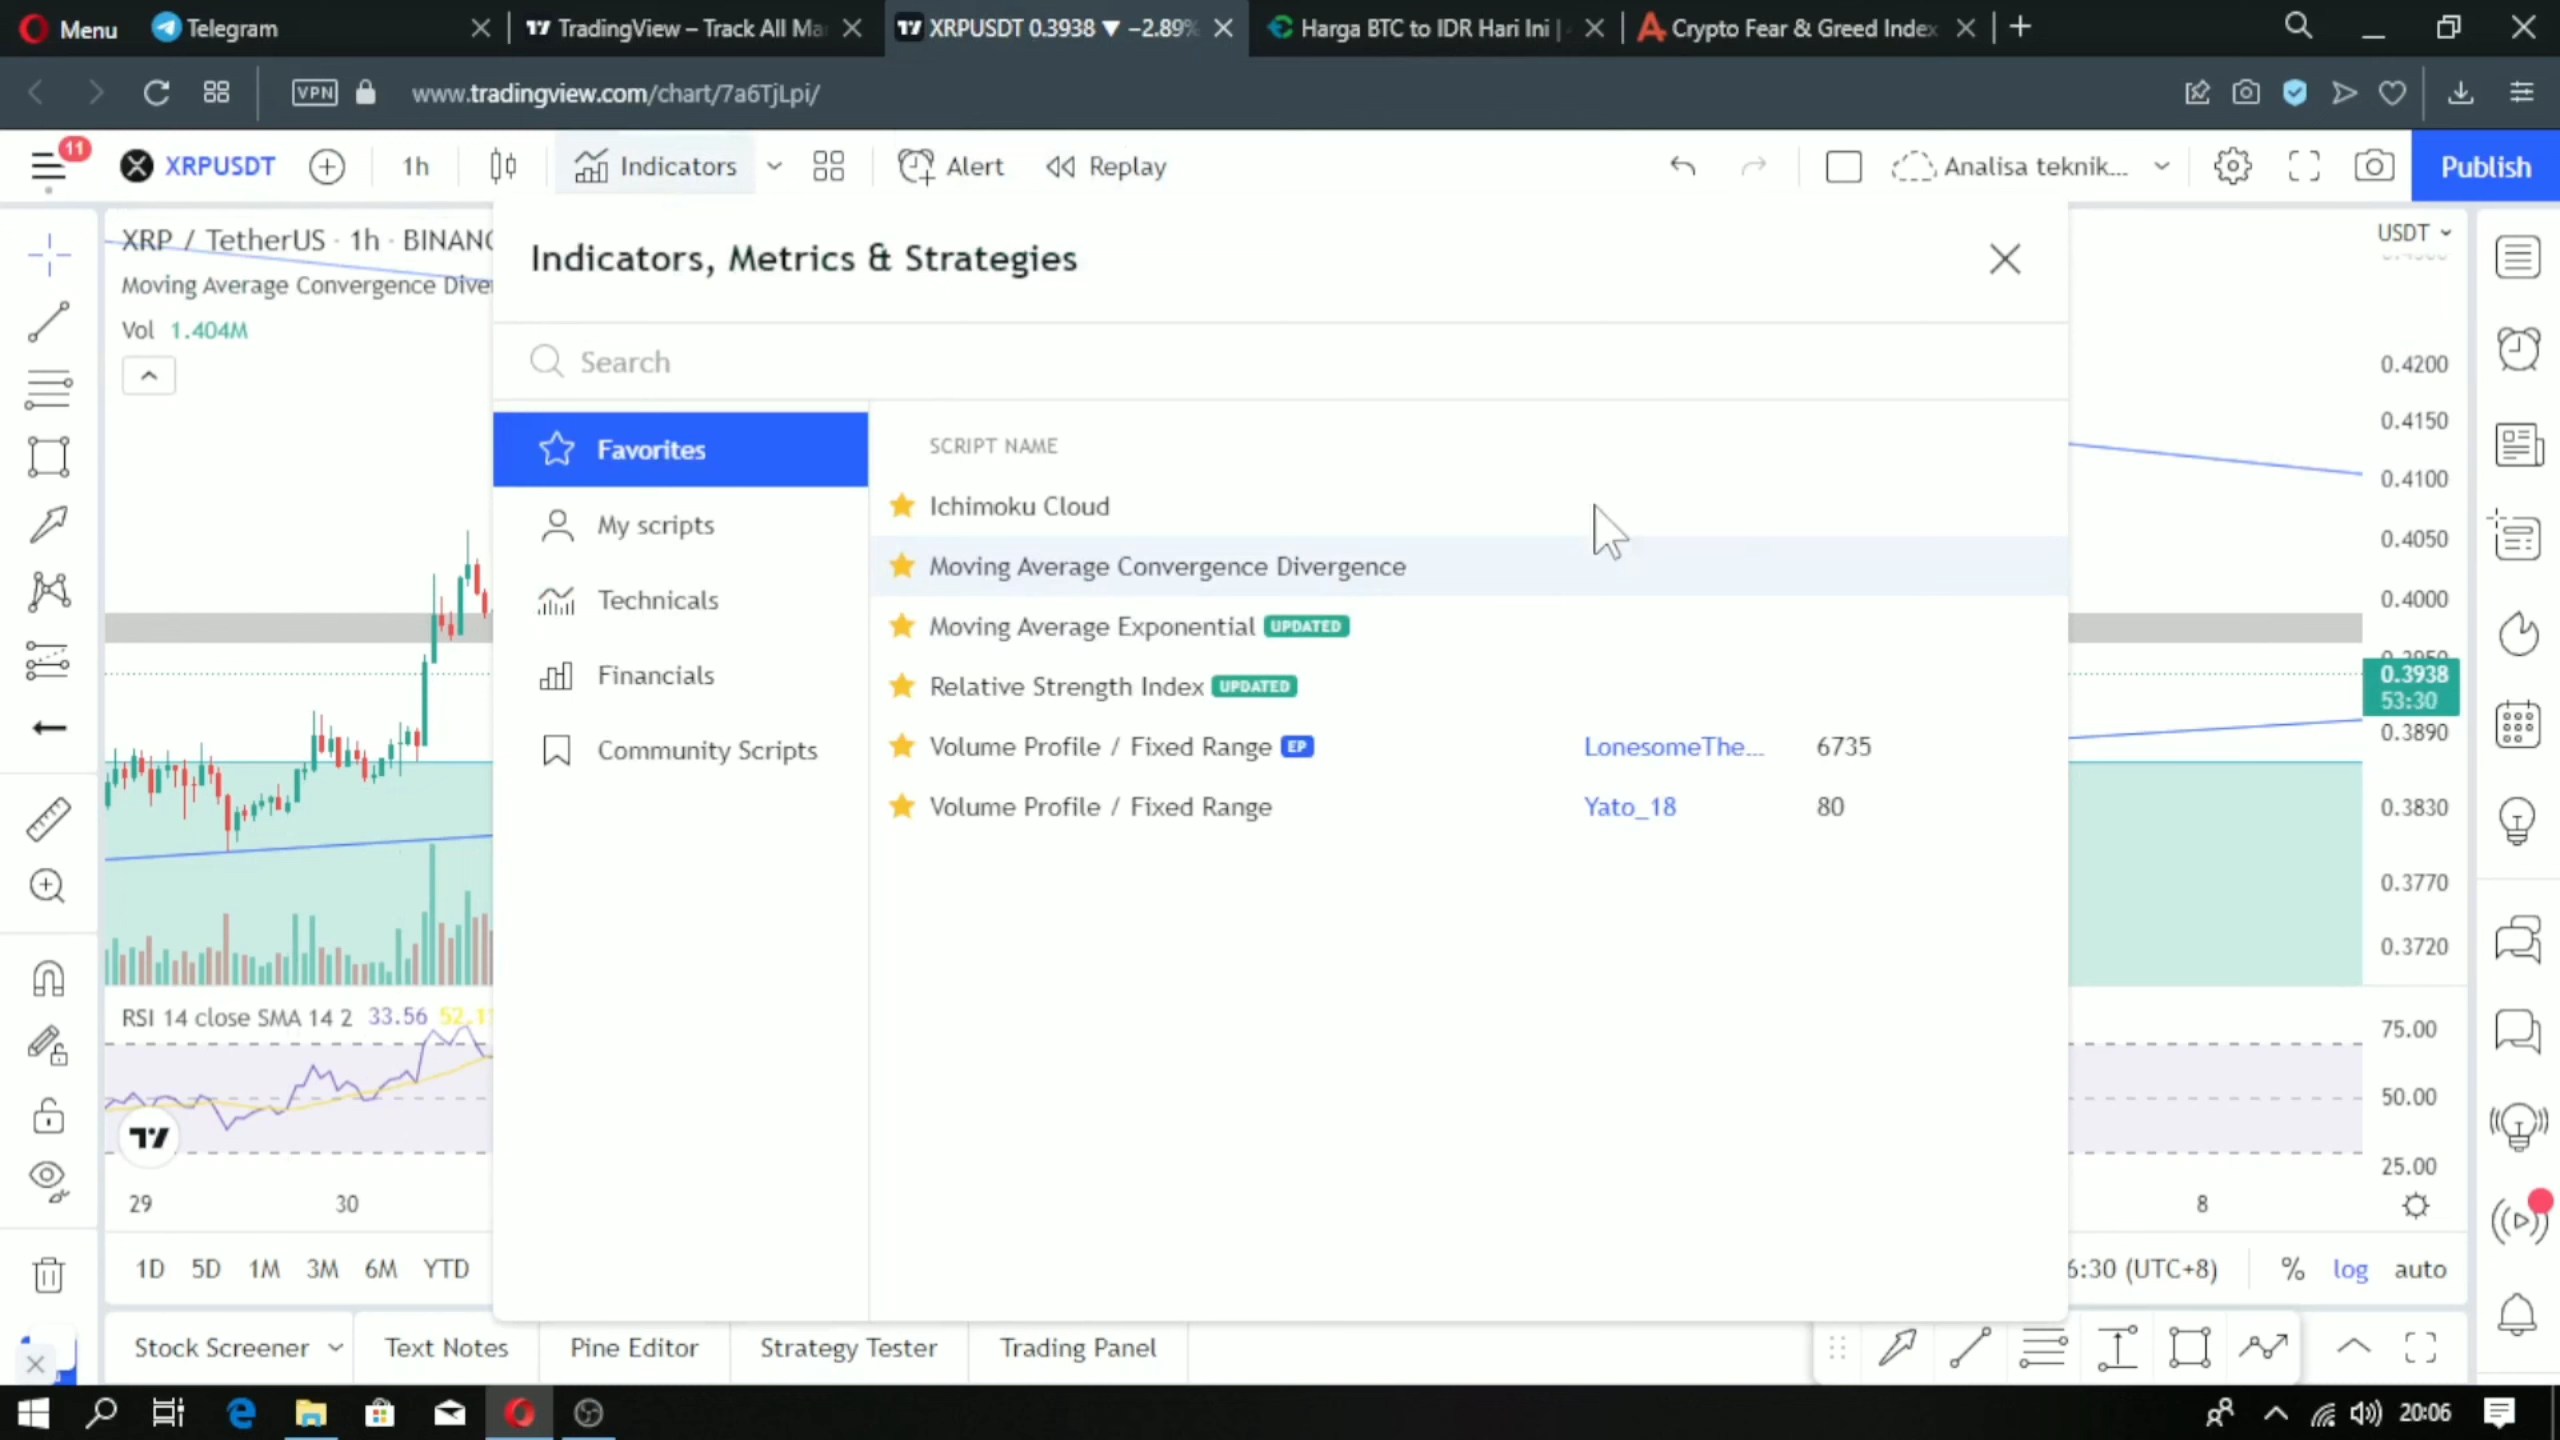 Menu
Telegram
TradingView – Track All Ma
XRPUSDT 0.3938 ▼ −2.89%
Harga BTC to IDR Hari Ini |
Crypto Fear & Greed Index
VPN
www.tradingview.com/chart/7a6TjLpi/
11
XRPUSDT
1h
Indicators
Alert
Replay
Analisa teknik...
Publish
XRP / TetherUS · 1h · BINANC
Moving Average Convergence Dive
Vol 1.404M
Indicators, Metrics & Strategies
Search
Favorites
My scripts
Technicals
Financials
Community Scripts
SCRIPT NAME
Ichimoku Cloud
Moving Average Convergence Divergence
Moving Average Exponential UPDATED
Relative Strength Index UPDATED
Volume Profile / Fixed Range EP LonesomeThe... 6735
Volume Profile / Fixed Range Yato_18 80
USDT
0.4200
0.4150
0.4100
0.4050
0.4000
0.3938
53:30
0.3890
0.3830
0.3770
0.3720
RSI 14 close SMA 14 2 33.56 52.1
75.00
50.00
25.00
29
30
8
1D 5D 1M 3M 6M YTD
6:30 (UTC+8)
%
log
auto
Stock Screener
Text Notes
Pine Editor
Strategy Tester
Trading Panel
20:06